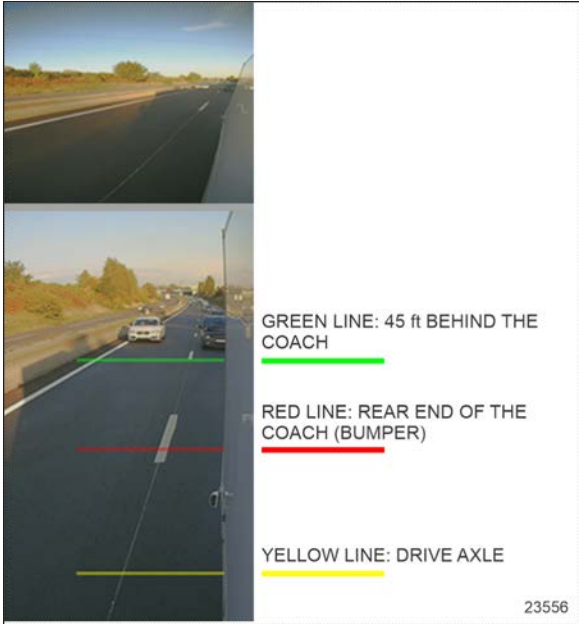 GREEN LINE: 45 ft BEHIND THE
COACH
RED LINE: REAR END OF THE
COACH (BUMPER)
YELLOW LINE: DRIVE AXLE
23556